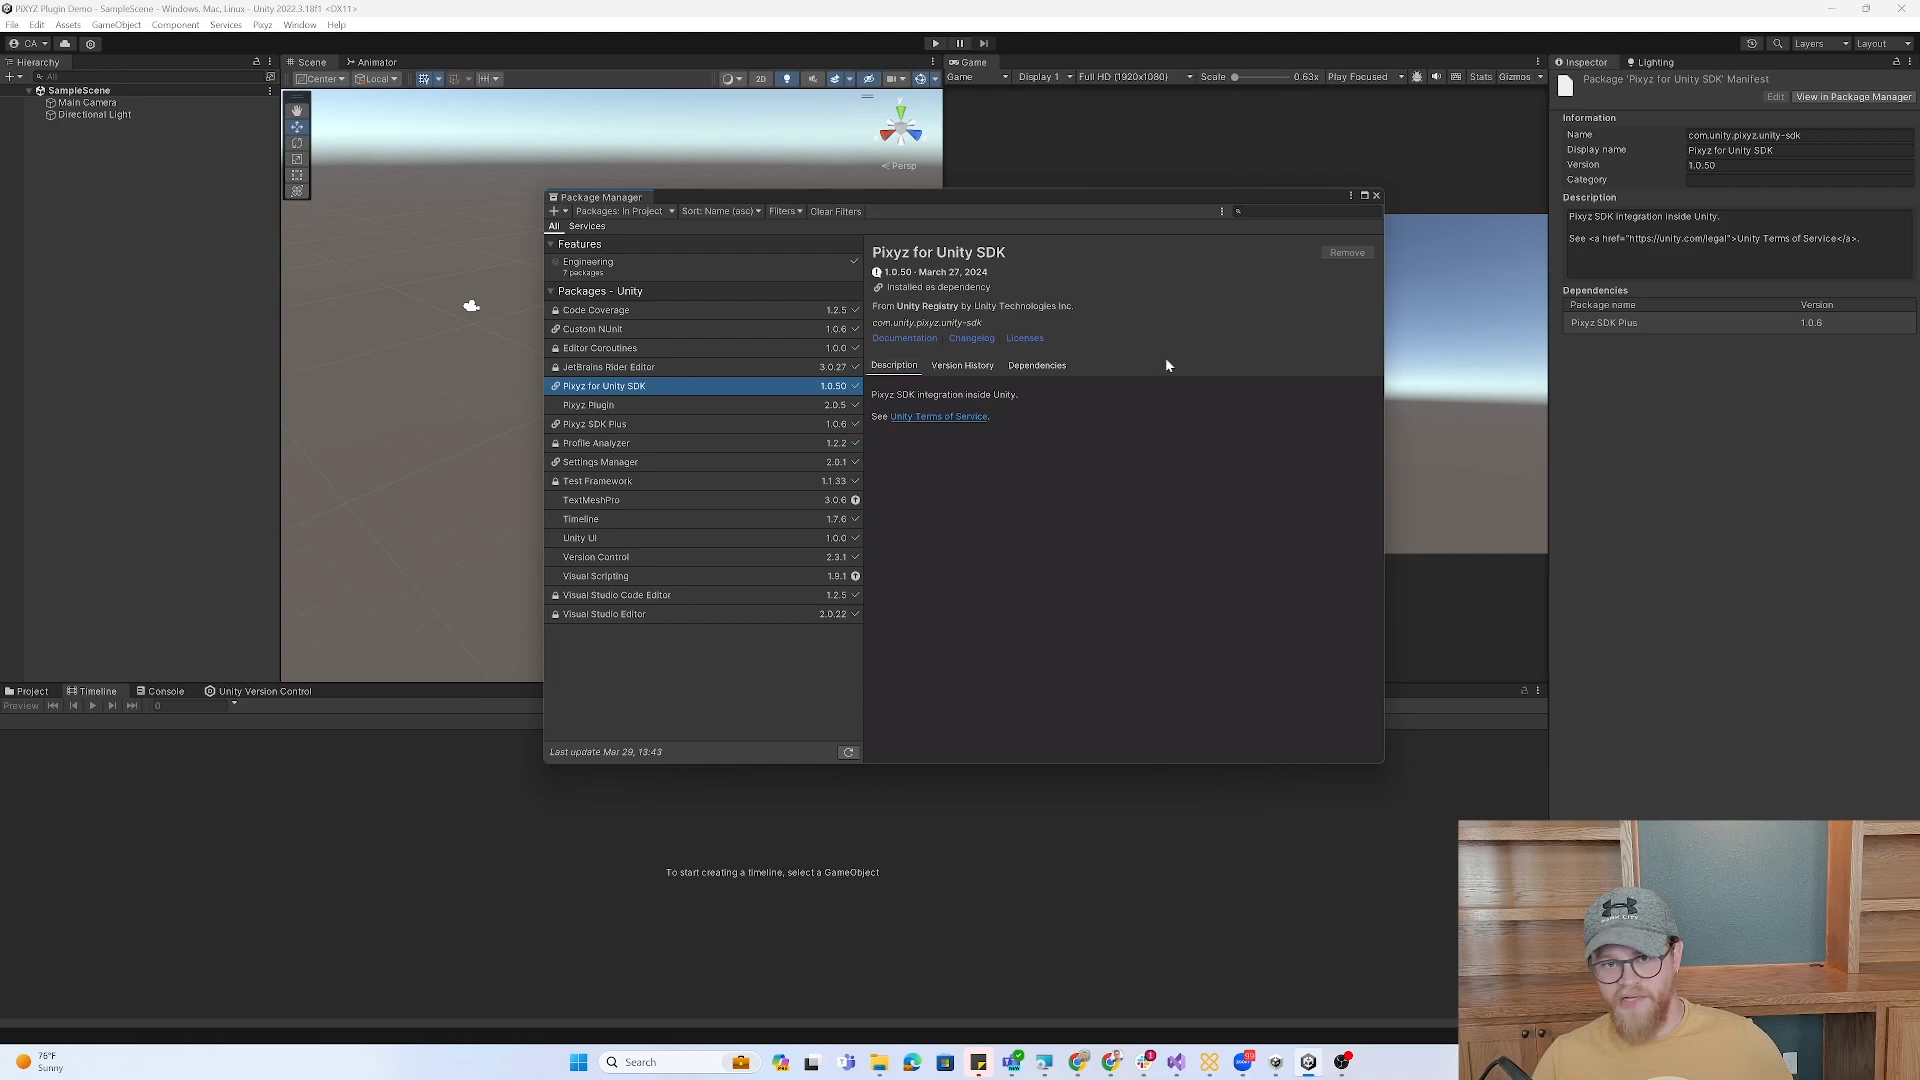 PiXYZ Plugin Demo - SampleScene - Windows, Mac, Linux - Unity 2022.3.18f1 <DX11>
File Edit Assets GameObject Component Services Pixyz Window Help
CA Layers Layout
Hierarchy
All
SampleScene
Main Camera
Directional Light
Scene Animator
Center Local 2D
Persp
Game
Game Display 1 Full HD (1920x1080) Scale 0.63x Play Focused Stats Gizmos
Package Manager
Packages: In Project Sort: Name (asc) Filters Clear Filters
All Services
Features
Engineering
7 packages
Packages - Unity
Code Coverage 1.2.5
Custom NUnit 1.0.6
Editor Coroutines 1.0.0
JetBrains Rider Editor 3.0.27
Pixyz for Unity SDK 1.0.50
Pixyz Plugin 2.0.5
Pixyz SDK Plus 1.0.6
Profile Analyzer 1.2.2
Settings Manager 2.0.1
Test Framework 1.1.33
TextMeshPro 3.0.6
Timeline 1.7.6
Unity UI 1.0.0
Version Control 2.3.1
Visual Scripting 1.9.1
Visual Studio Code Editor 1.2.5
Visual Studio Editor 2.0.22
Last update Mar 29, 13:43
Pixyz for Unity SDK Remove
1.0.50 · March 27, 2024
Installed as dependency
From Unity Registry by Unity Technologies Inc.
com.unity.pixyz.unity-sdk
Documentation Changelog Licenses
Description Version History Dependencies
Pixyz SDK integration inside Unity.
See Unity Terms of Service.
Inspector Lighting
Package 'Pixyz for Unity SDK' Manifest
Edit View in Package Manager
Information
Name com.unity.pixyz.unity-sdk
Display name Pixyz for Unity SDK
Version 1.0.50
Category
Description
Pixyz SDK integration inside Unity.
See <a href="https://unity.com/legal">Unity Terms of Service</a>.
Dependencies
Package name Version
Pixyz SDK Plus 1.0.6
Project Timeline Console Unity Version Control
Preview 0
To start creating a timeline, select a GameObject
PARK CITY
76°F
Sunny
Search
99
1